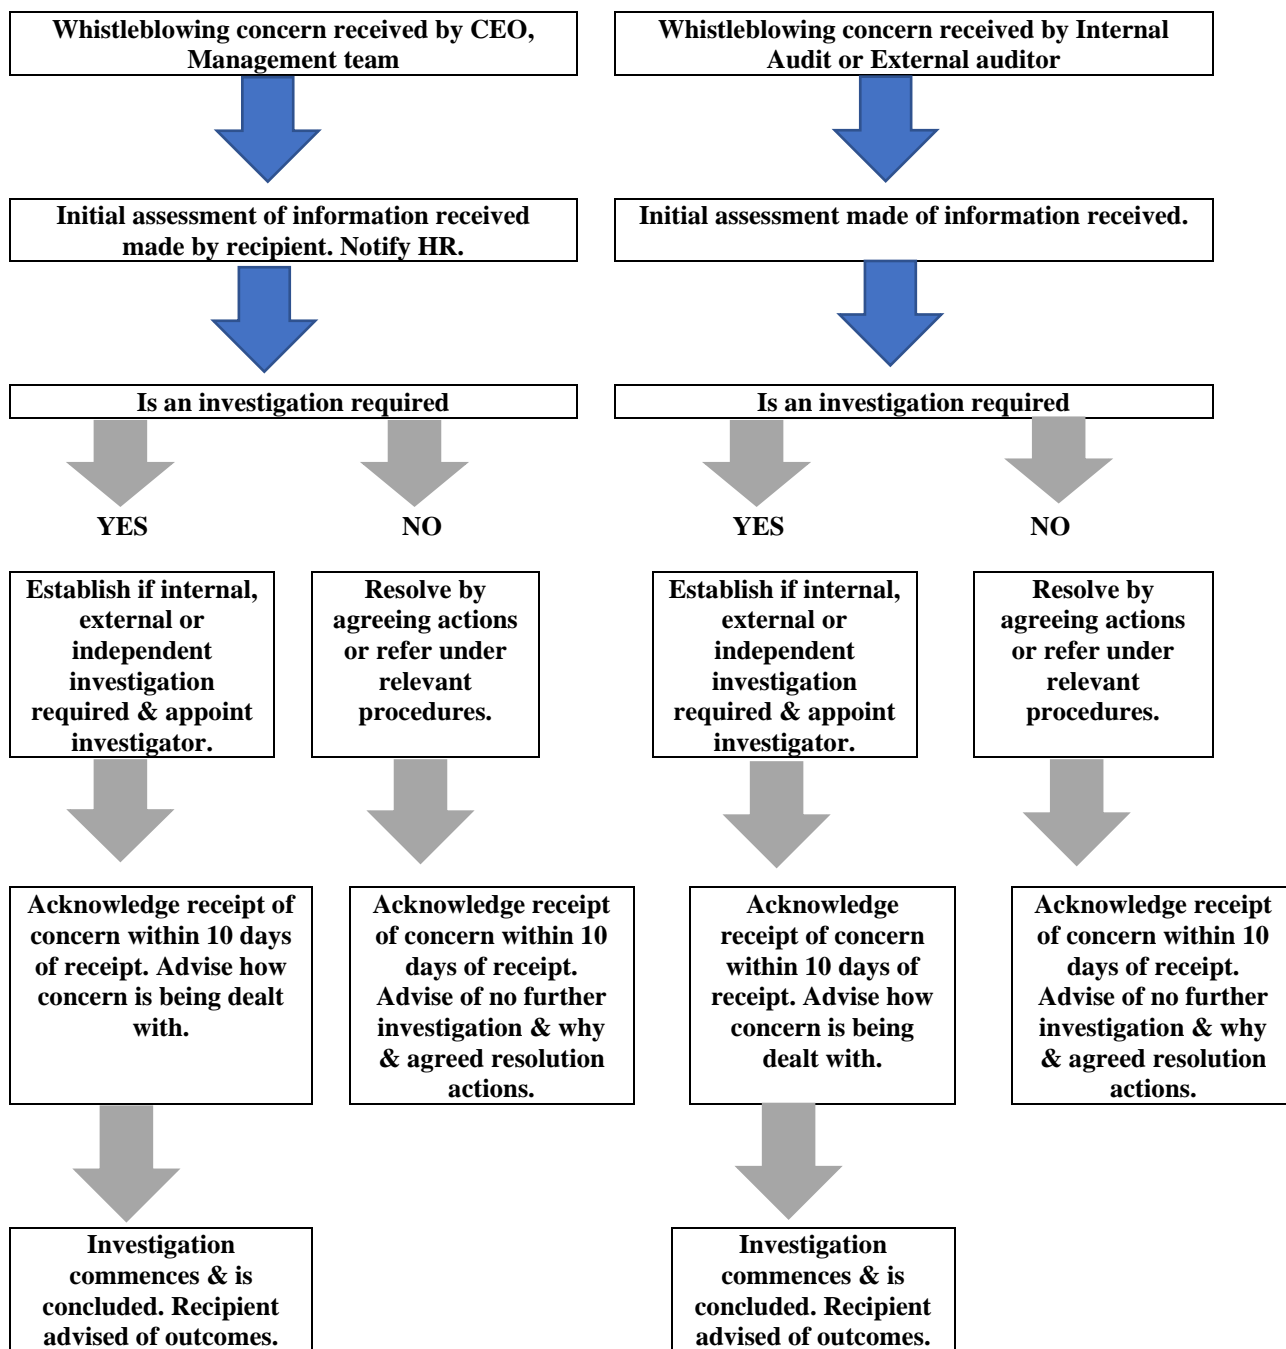 Whistleblowing concern received by CEO,
Management team
Whistleblowing concern received by Internal
Audit or External auditor
Initial assessment of information received
made by recipient. Notify HR.
Initial assessment made of information received.
Is an investigation required
Is an investigation required
YES
NO
YES
NO
Establish if internal,
external or
independent
investigation
required & appoint
investigator.
Resolve by
agreeing actions
or refer under
relevant
procedures.
Establish if internal,
external or
independent
investigation
required & appoint
investigator.
Resolve by
agreeing actions
or refer under
relevant
procedures.
Acknowledge receipt of
concern within 10 days
of receipt. Advise how
concern is being dealt
with.
Acknowledge receipt
of concern within 10
days of receipt.
Advise of no further
investigation & why
& agreed resolution
actions.
Acknowledge
receipt of concern
within 10 days of
receipt. Advise how
concern is being
dealt with.
Acknowledge receipt
of concern within 10
days of receipt.
Advise of no further
investigation & why
& agreed resolution
actions.
Investigation
commences & is
concluded. Recipient
advised of outcomes.
Investigation
commences & is
concluded. Recipient
advised of outcomes.